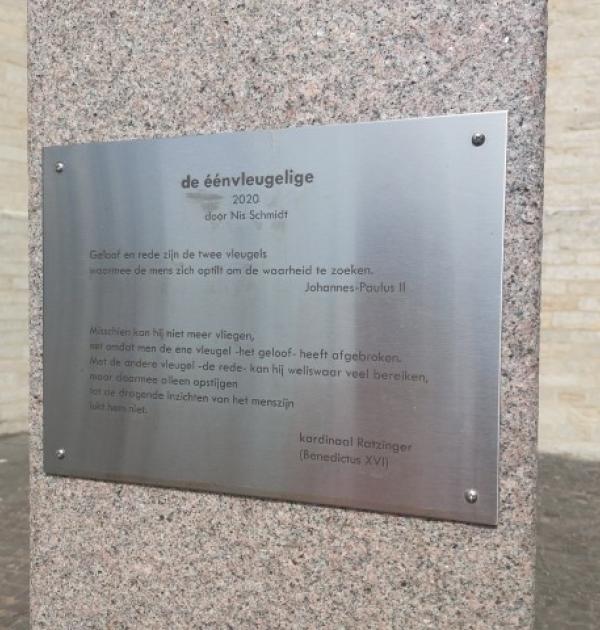 de éénvleugelige
2020
door Nis Schmidt
Geloof en rede zijn de twee vleugels
waarmee de mens zich optilt om de waarheid te zoeken.
Johannes-Paulus II
Misschien kan hij niet meer vliegen,
net omdat men de ene vleugel -het geloof- heeft afgebroken.
Met de andere vleugel -de rede- kan hij weliswaar veel bereiken,
maar daarmee alleen opstijgen
tot de dragende inzichten van het menszijn
lukt hem niet.
kardinaal Ratzinger
(Benedictus XVI)